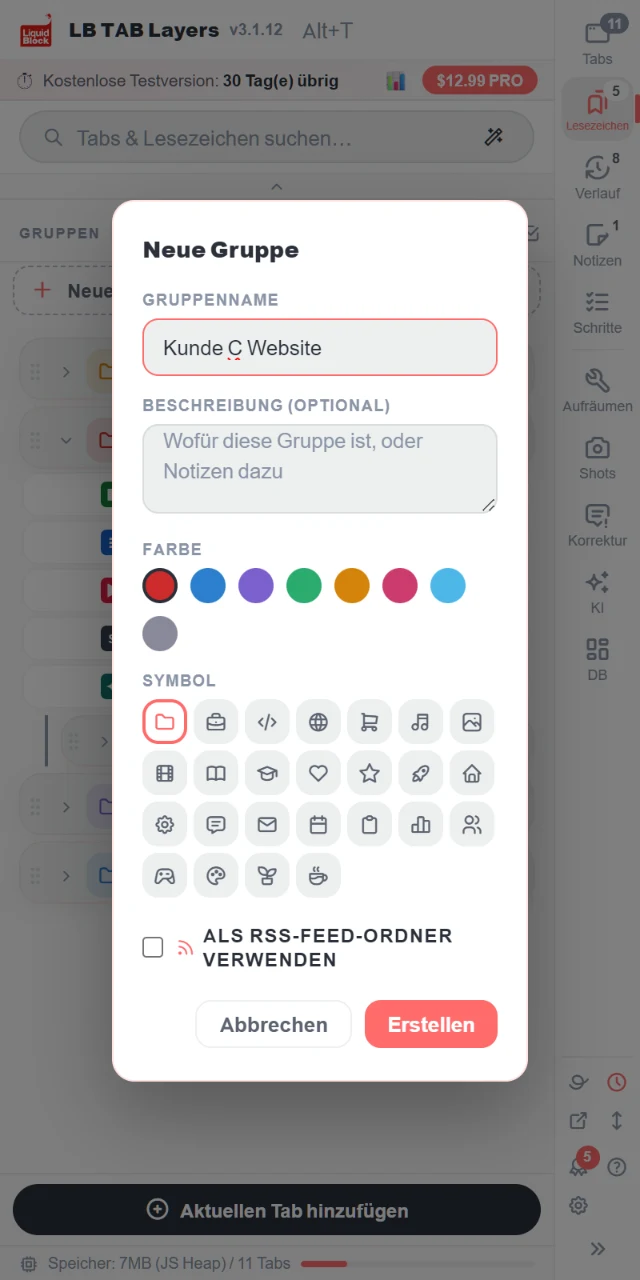 Liquid Block
LB TAB Layers v3.1.12 Alt+T
11
Tabs
Kostenlose Testversion: 30 Tag(e) übrig
$12.99 PRO
5
Lesezeichen
Tabs & Lesezeichen suchen…
8
Verlauf
GRUPPEN
1
Notizen
Neue
Schritte
Aufräumen
Shots
Korrektur
KI
DB
Neue Gruppe
GRUPPENNAME
Kunde C Website
BESCHREIBUNG (OPTIONAL)
Wofür diese Gruppe ist, oder
Notizen dazu
FARBE
SYMBOL
ALS RSS-FEED-ORDNER
VERWENDEN
Abbrechen
Erstellen
5
Aktuellen Tab hinzufügen
Speicher: 7MB (JS Heap) / 11 Tabs